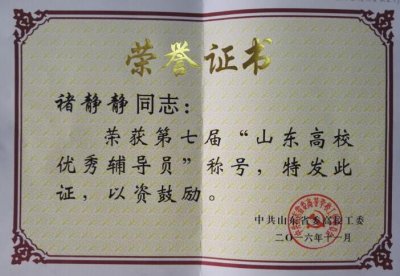 荣誉证书
褚静静同志：
荣获第七届“山东高校
优秀辅导员”称号，特发此
证，以资鼓励。
中共山东省委高校工委
二〇一六年十一月